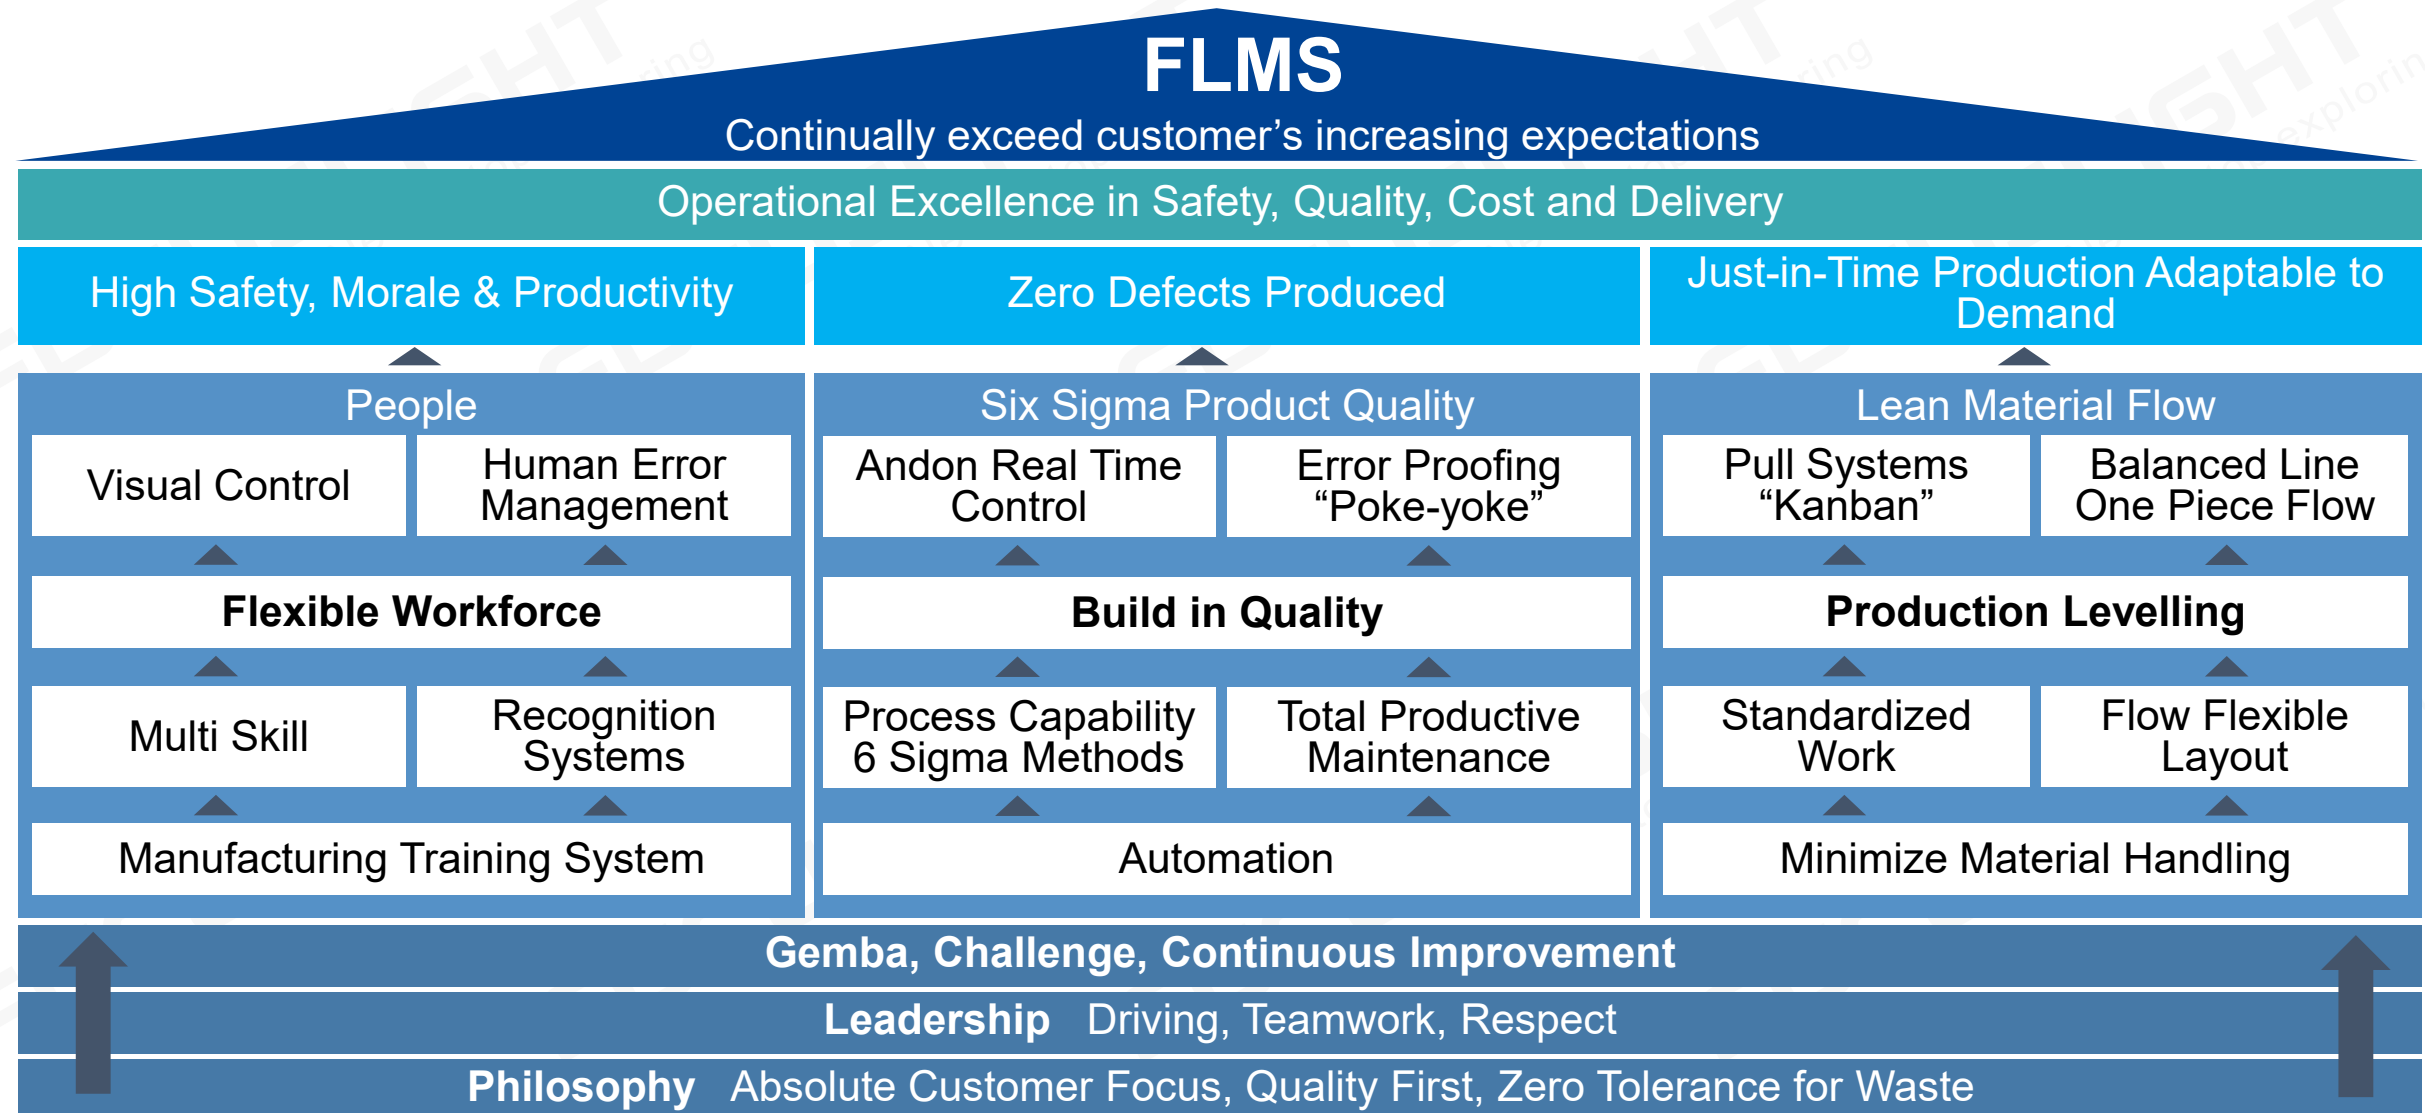 FLMS
Continually exceed customer’s increasing expectations
Operational Excellence in Safety, Quality, Cost and Delivery
High Safety, Morale & Productivity
Zero Defects Produced
Just-in-Time Production Adaptable to
Demand
People
Visual Control
Human Error
Management
Flexible Workforce
Multi Skill
Recognition
Systems
Manufacturing Training System
Six Sigma Product Quality
Andon Real Time
Control
Error Proofing
“Poke-yoke”
Build in Quality
Process Capability
6 Sigma Methods
Total Productive
Maintenance
Automation
Lean Material Flow
Pull Systems
“Kanban”
Balanced Line
One Piece Flow
Production Levelling
Standardized
Work
Flow Flexible
Layout
Minimize Material Handling
Gemba, Challenge, Continuous Improvement
Leadership Driving, Teamwork, Respect
Philosophy Absolute Customer Focus, Quality First, Zero Tolerance for Waste